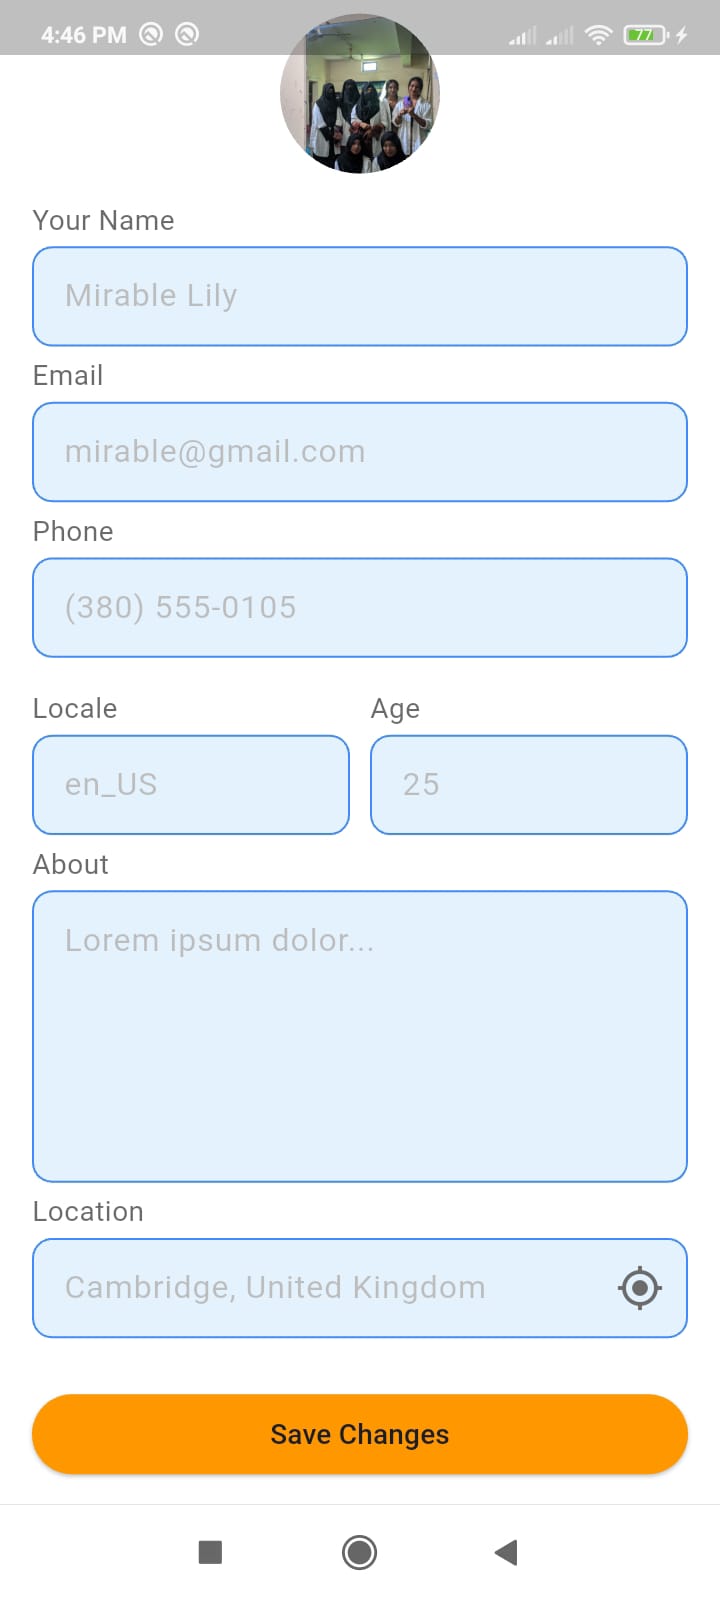 4:46 PM
77
Your Name
Mirable Lily
Email
mirable@gmail.com
Phone
(380) 555-0105
Locale
Age
en_US
25
About
Lorem ipsum dolor...
Location
Cambridge, United Kingdom
Save Changes